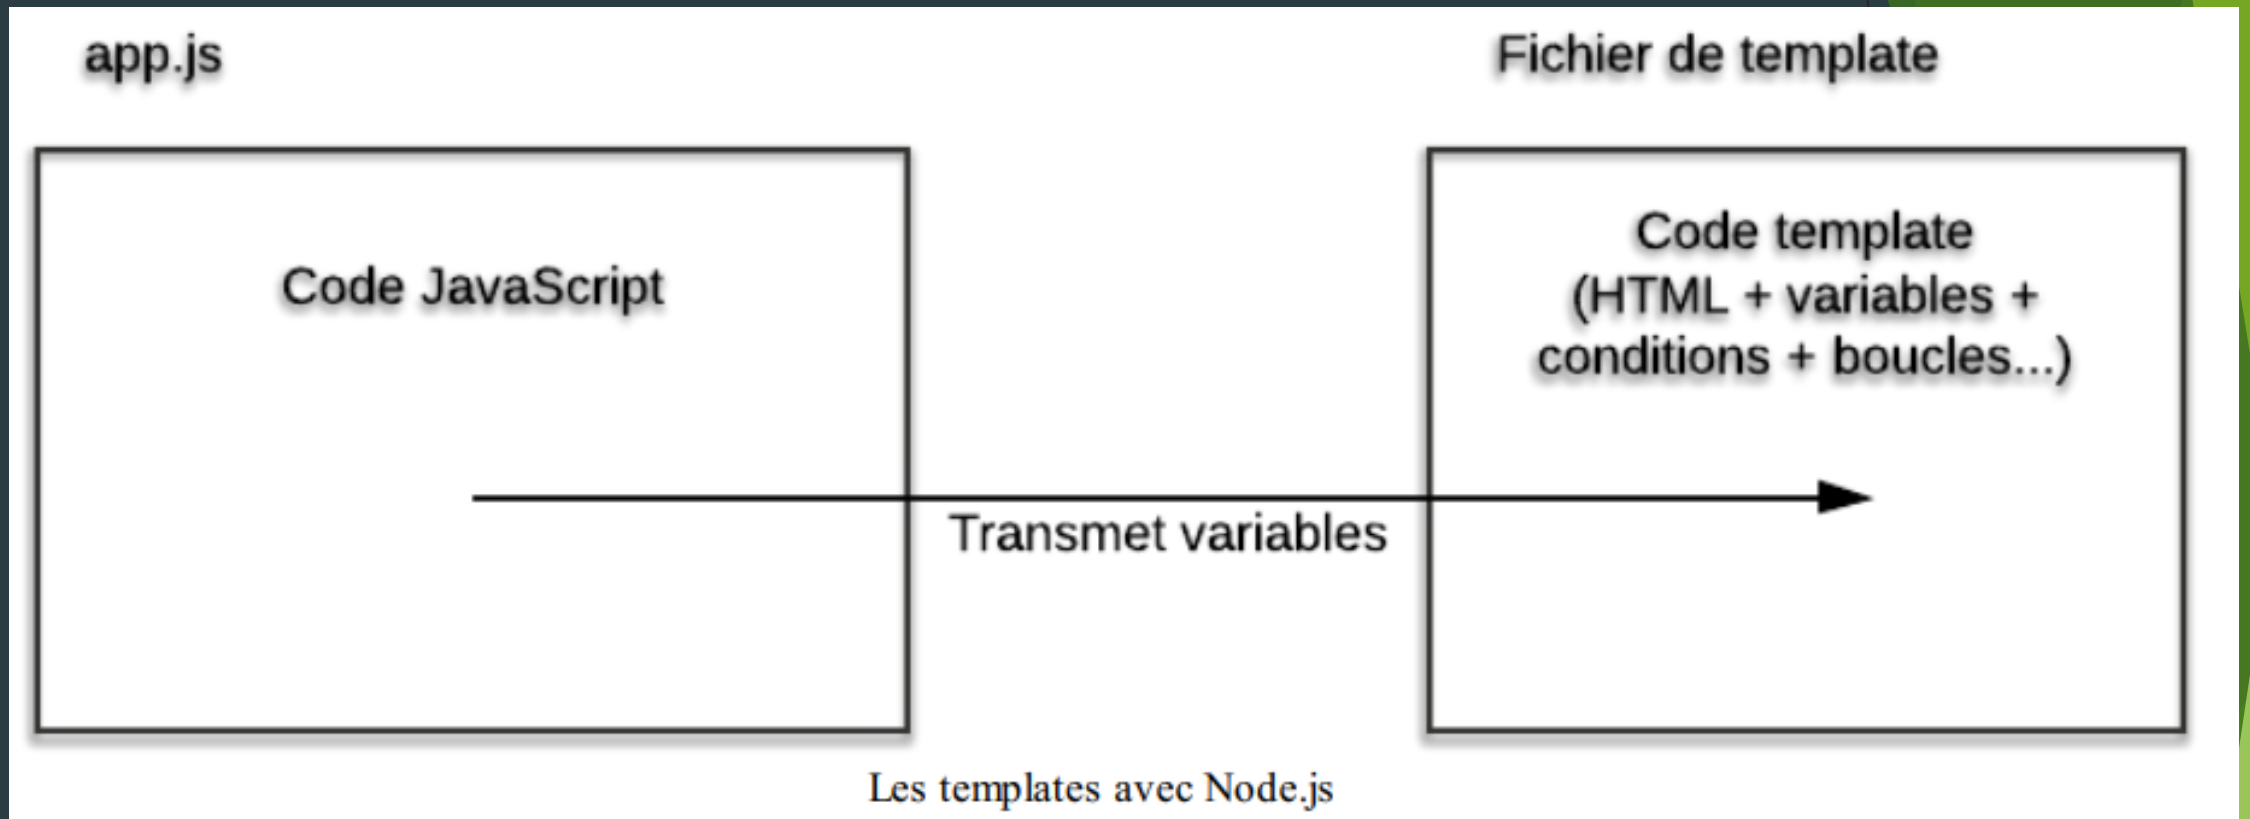 app.js
Fichier de template
Code JavaScript
Code template
(HTML + variables +
conditions + boucles...)
Transmet variables
Les templates avec Node.js